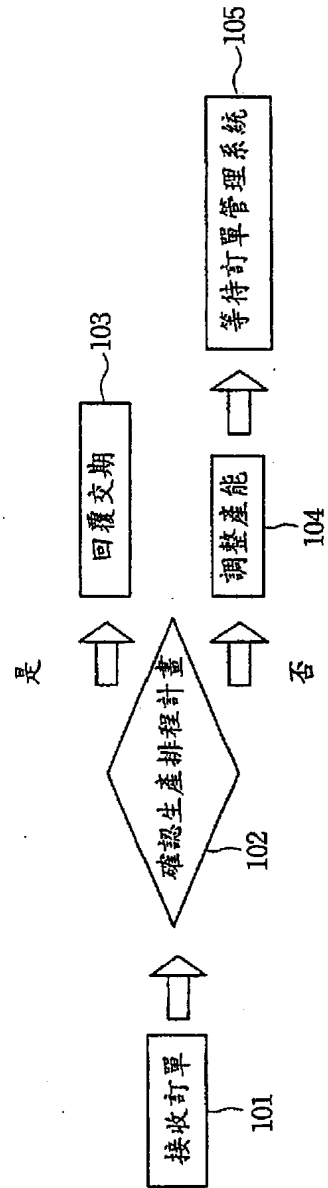 接收訂單
101
確認生產排程計畫
102
是
回覆交期
103
否
調整產能
104
等待訂單管理系統
105